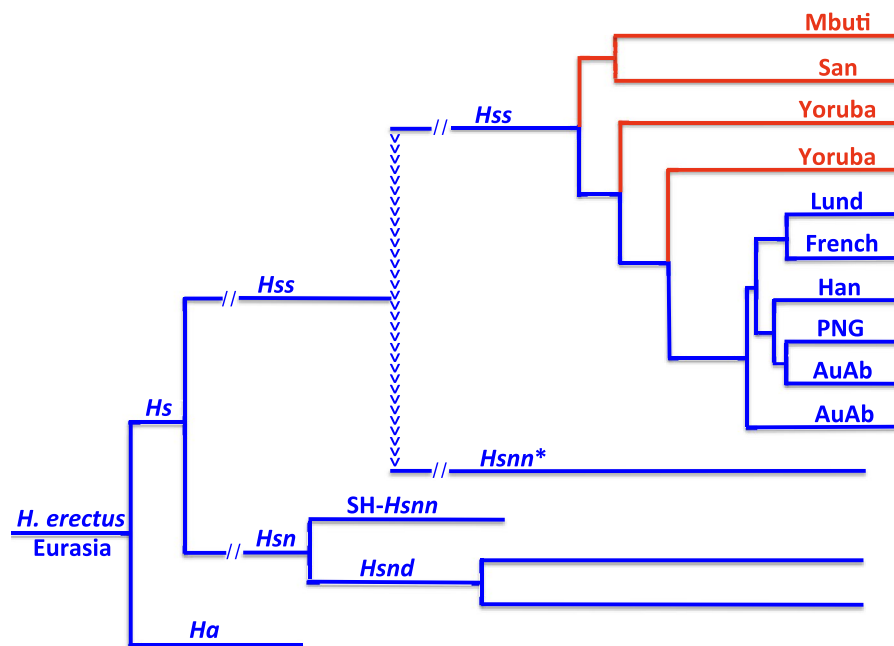 Mbuti
San
Yoruba
// Hss
Yoruba
Lund
French
// Hss
Han
PNG
AuAb
Hs
AuAb
// Hsnn*
SH-Hsnn
H. erectus
Eurasia
// Hsn
Hsnd
Ha